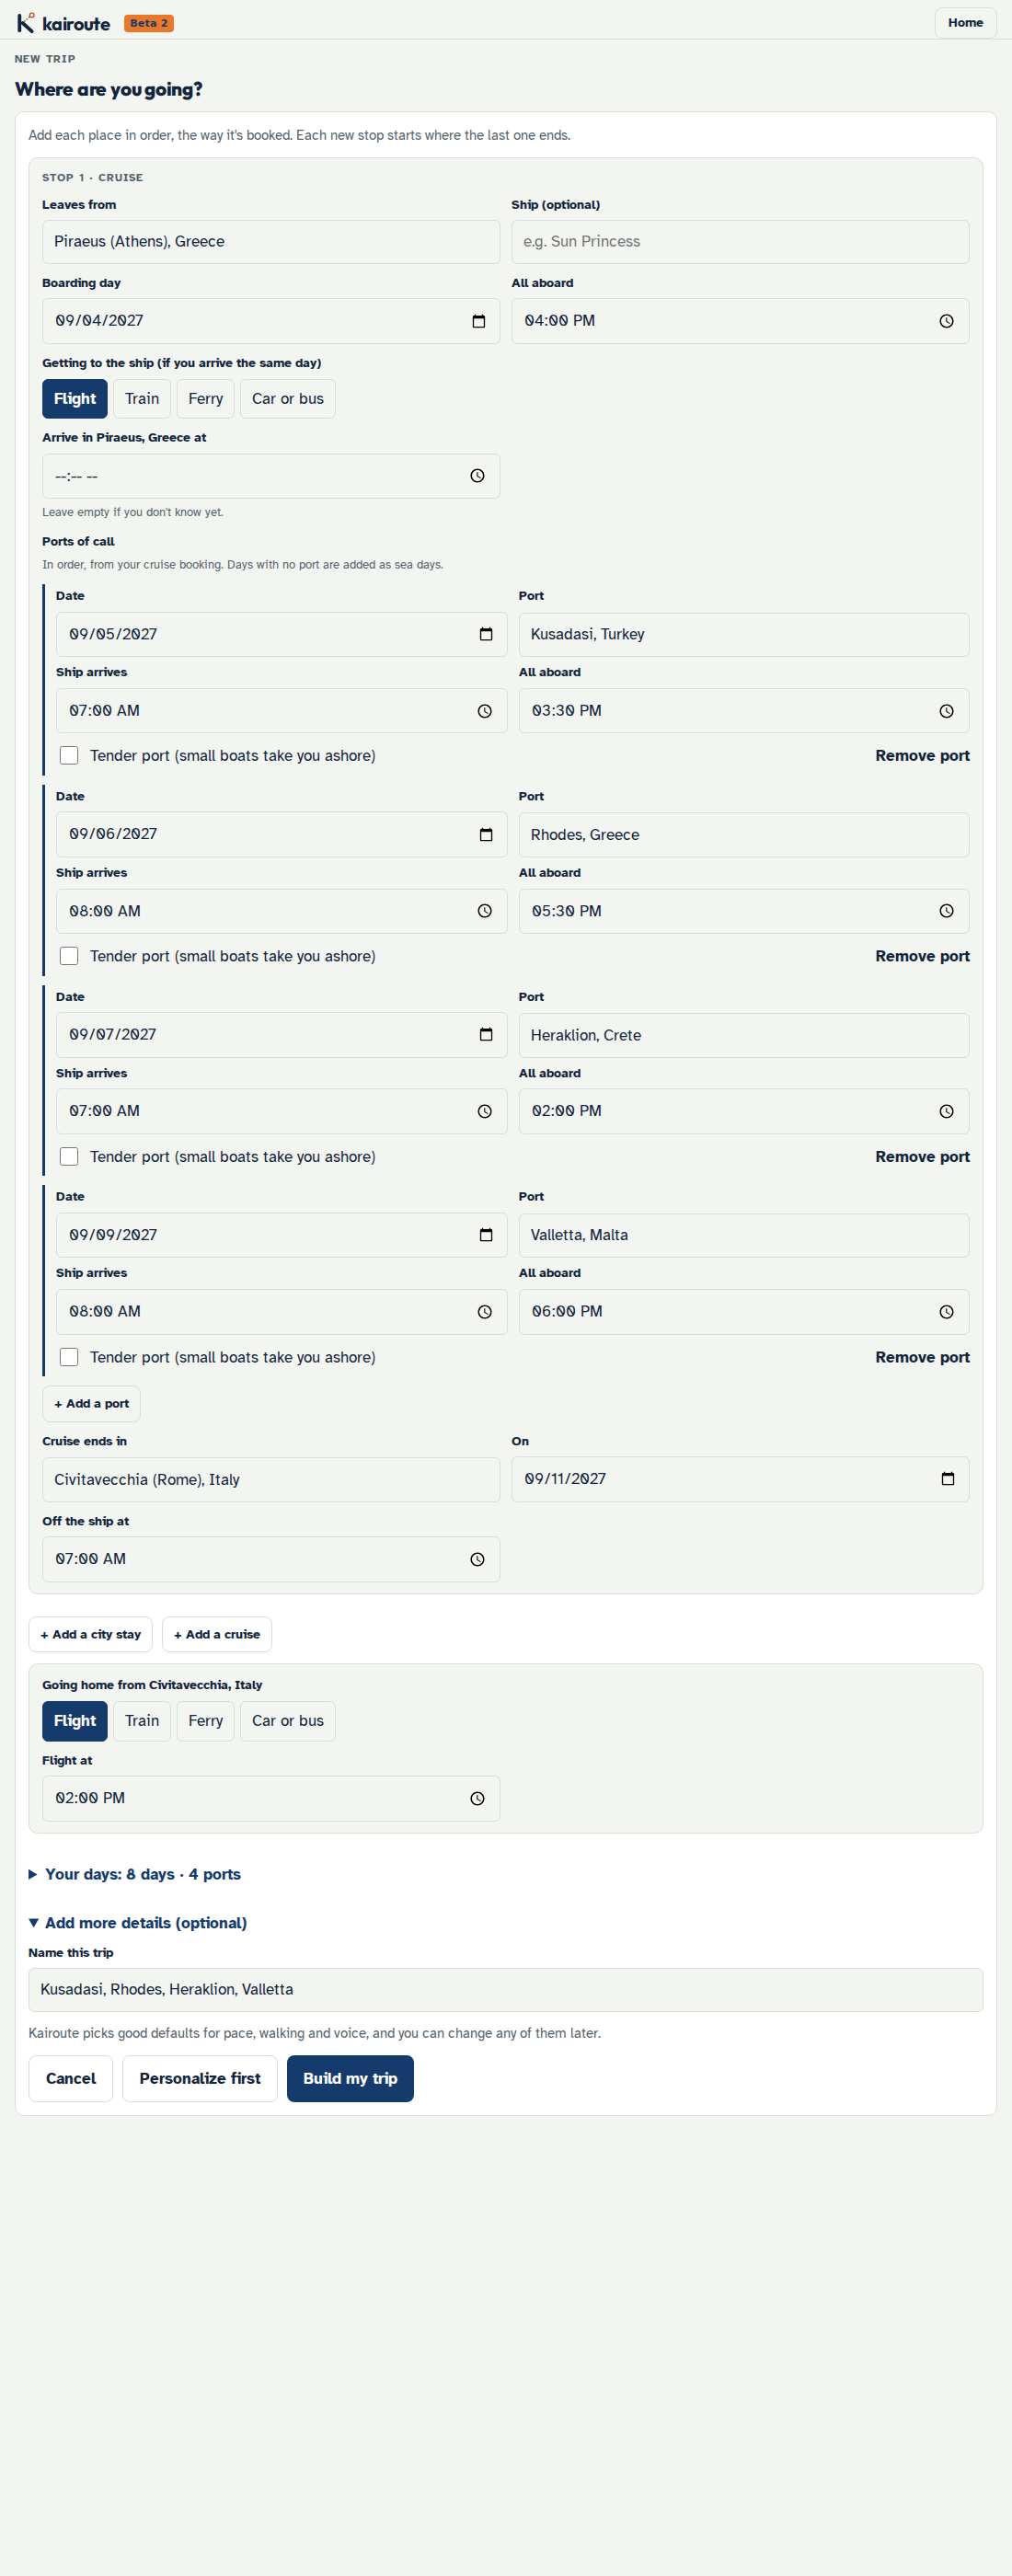 kairoute Beta 2 Home
NEW TRIP
Where are you going?
Add each place in order, the way it's booked. Each new stop starts where the last one ends.
STOP 1 · CRUISE
Leaves from Ship (optional)
Piraeus (Athens), Greece e.g. Sun Princess
Boarding day All aboard
09/04/2027 04:00 PM
Getting to the ship (if you arrive the same day)
Flight Train Ferry Car or bus
Arrive in Piraeus, Greece at
--:-- --
Leave empty if you don't know yet.
Ports of call
In order, from your cruise booking. Days with no port are added as sea days.
Date Port
09/05/2027 Kusadasi, Turkey
Ship arrives All aboard
07:00 AM 03:30 PM
Tender port (small boats take you ashore) Remove port
Date Port
09/06/2027 Rhodes, Greece
Ship arrives All aboard
08:00 AM 05:30 PM
Tender port (small boats take you ashore) Remove port
Date Port
09/07/2027 Heraklion, Crete
Ship arrives All aboard
07:00 AM 02:00 PM
Tender port (small boats take you ashore) Remove port
Date Port
09/09/2027 Valletta, Malta
Ship arrives All aboard
08:00 AM 06:00 PM
Tender port (small boats take you ashore) Remove port
+ Add a port
Cruise ends in On
Civitavecchia (Rome), Italy 09/11/2027
Off the ship at
07:00 AM
+ Add a city stay + Add a cruise
Going home from Civitavecchia, Italy
Flight Train Ferry Car or bus
Flight at
02:00 PM
Your days: 8 days · 4 ports
Add more details (optional)
Name this trip
Kusadasi, Rhodes, Heraklion, Valletta
Kairoute picks good defaults for pace, walking and voice, and you can change any of them later.
Cancel Personalize first Build my trip